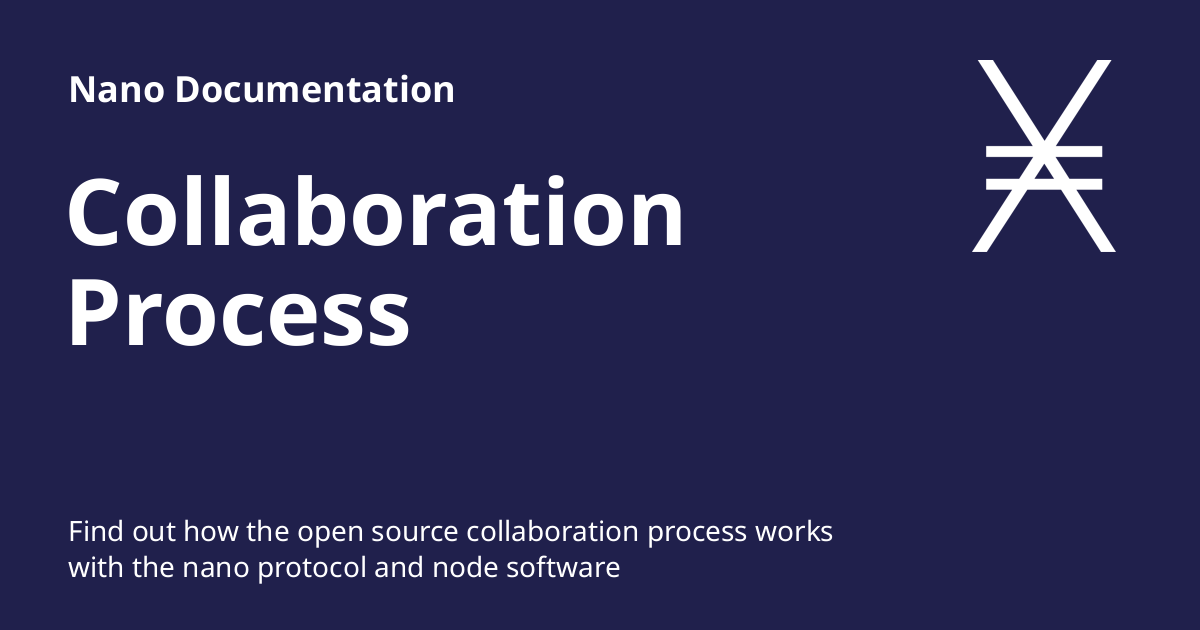 Nano Documentation
Collaboration
Process
Find out how the open source collaboration process works
with the nano protocol and node software